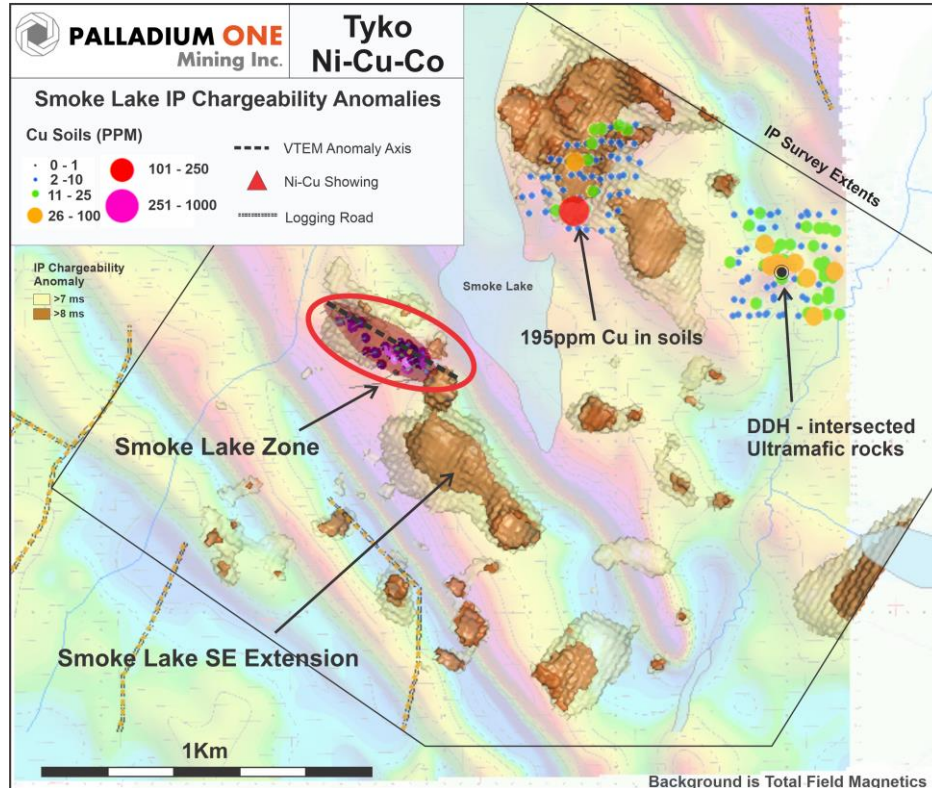 PALLADIUM ONE
Mining Inc.
Tyko
Ni-Cu-Co
Smoke Lake IP Chargeability Anomalies
Cu Soils (PPM)
0 - 1
2 -10
11 - 25
26 - 100
101 - 250
251 - 1000
VTEM Anomaly Axis
Ni-Cu Showing
Logging Road
IP Chargeability
Anomaly
>7 ms
>8 ms
IP Survey Extents
Smoke Lake
195ppm Cu in soils
DDH - intersected
Ultramafic rocks
Smoke Lake Zone
Smoke Lake SE Extension
1Km
Background is Total Field Magnetics